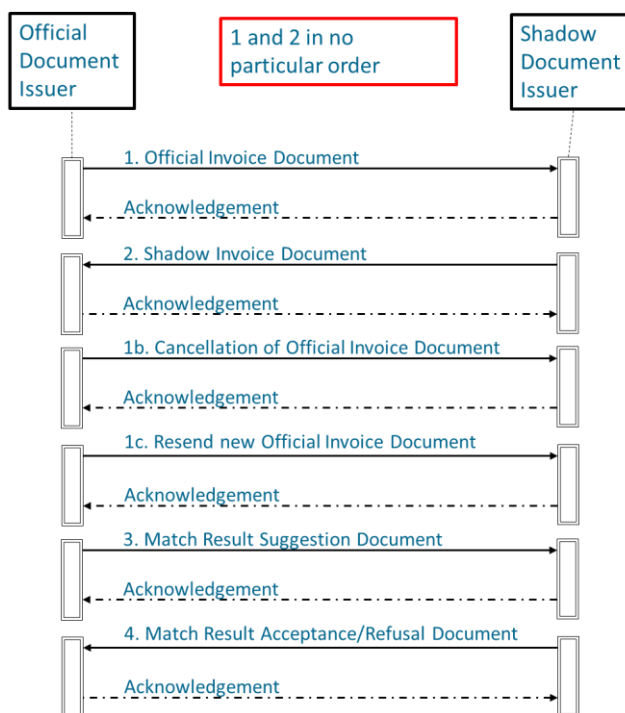 Official
Document
Issuer
1 and 2 in no
particular order
Shadow
Document
Issuer
1. Official Invoice Document
Acknowledgement
2. Shadow Invoice Document
Acknowledgement
1b. Cancellation of Official Invoice Document
Acknowledgement
1c. Resend new Official Invoice Document
Acknowledgement
3. Match Result Suggestion Document
Acknowledgement
4. Match Result Acceptance/Refusal Document
Acknowledgement